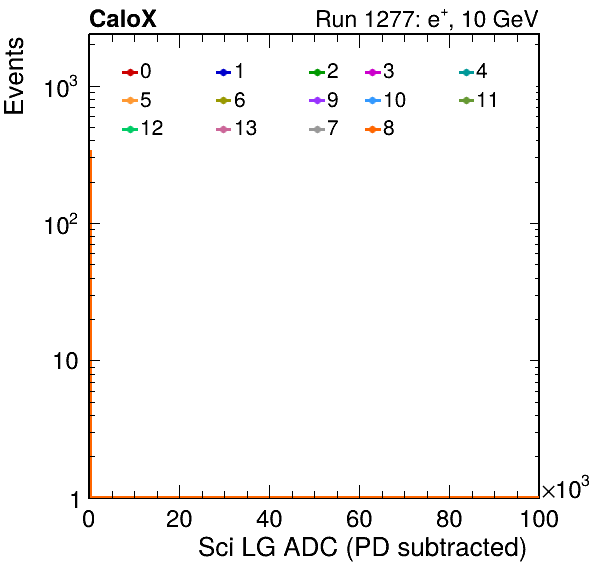 CaloX Run 1277: e⁺, 10 GeV
Events
0 1 2 3 4
5 6 9 10 11
12 13 7 8
10³
10²
10
1
0 20 40 60 80 100
×10³
Sci LG ADC (PD subtracted)